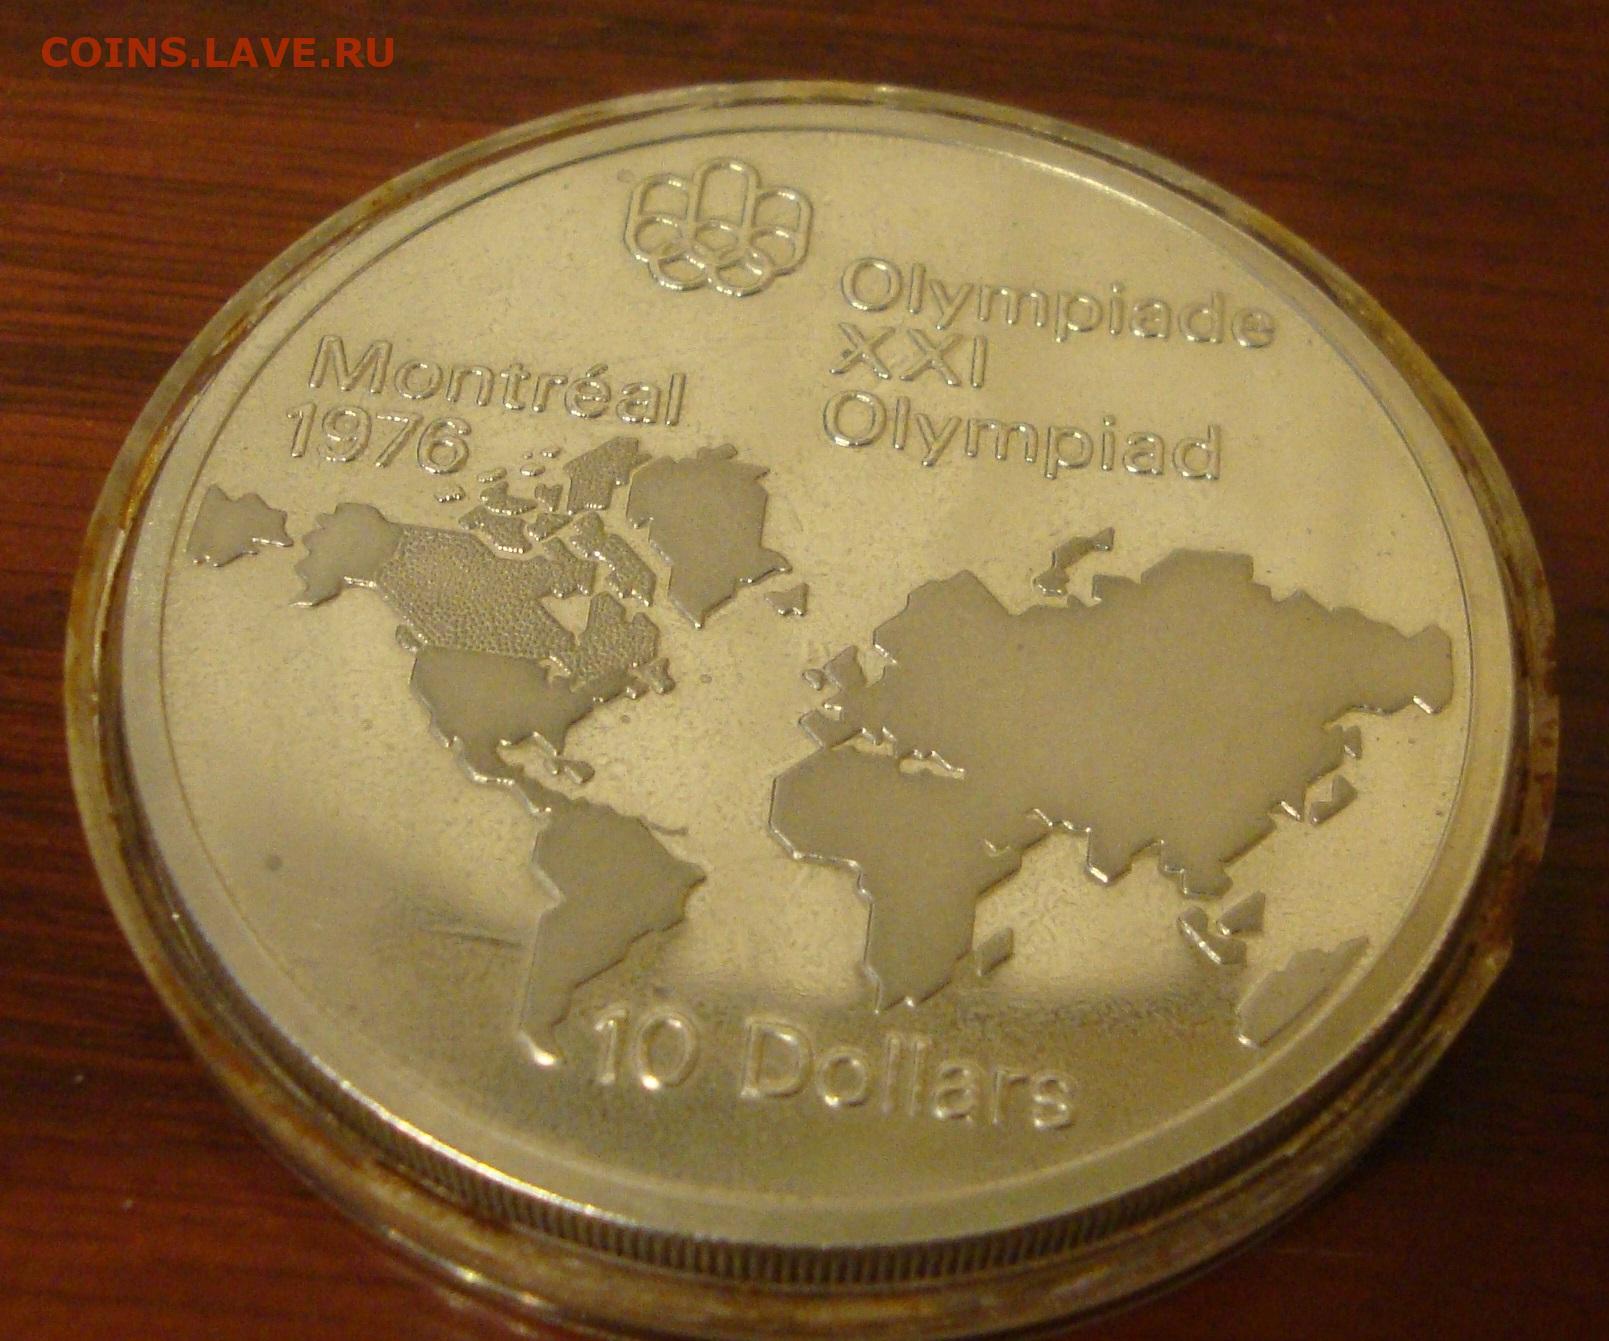 COINS.LAVE.RU
Olympiade
XXI
Olympiad
Montréal
1976
10 Dollars